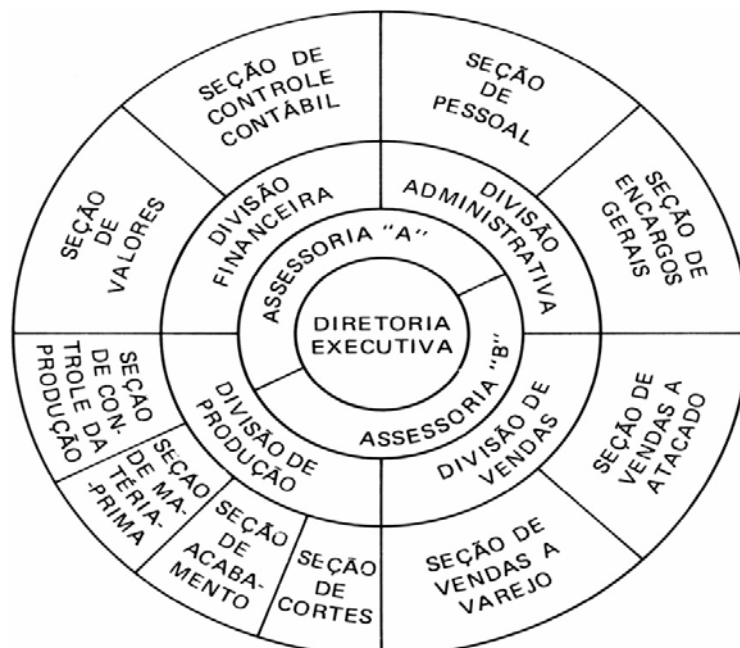 SEÇÃO DE
CONTROLE
CONTÁBIL
SEÇÃO
DE
PESSOAL
SEÇÃO DE
ENCARGOS
GERAIS
SEÇÃO DE
VENDAS A
ATACADO
SEÇÃO DE
VENDAS A
VAREJO
SEÇÃO
DE
CORTES
SEÇÃO
DE
ACABA-
MENTO
SEÇÃO
DE MA-
TÉRIA-
-PRIMA
SEÇÃO
DE CON-
TROLE DA
PRODUÇÃO
SEÇÃO
DE
VALORES
DIVISÃO
FINANCEIRA
DIVISÃO
ADMINISTRATIVA
DIVISÃO DE
VENDAS
DIVISÃO DE
PRODUÇÃO
ASSESSORIA "A"
ASSESSORIA "B"
DIRETORIA
EXECUTIVA